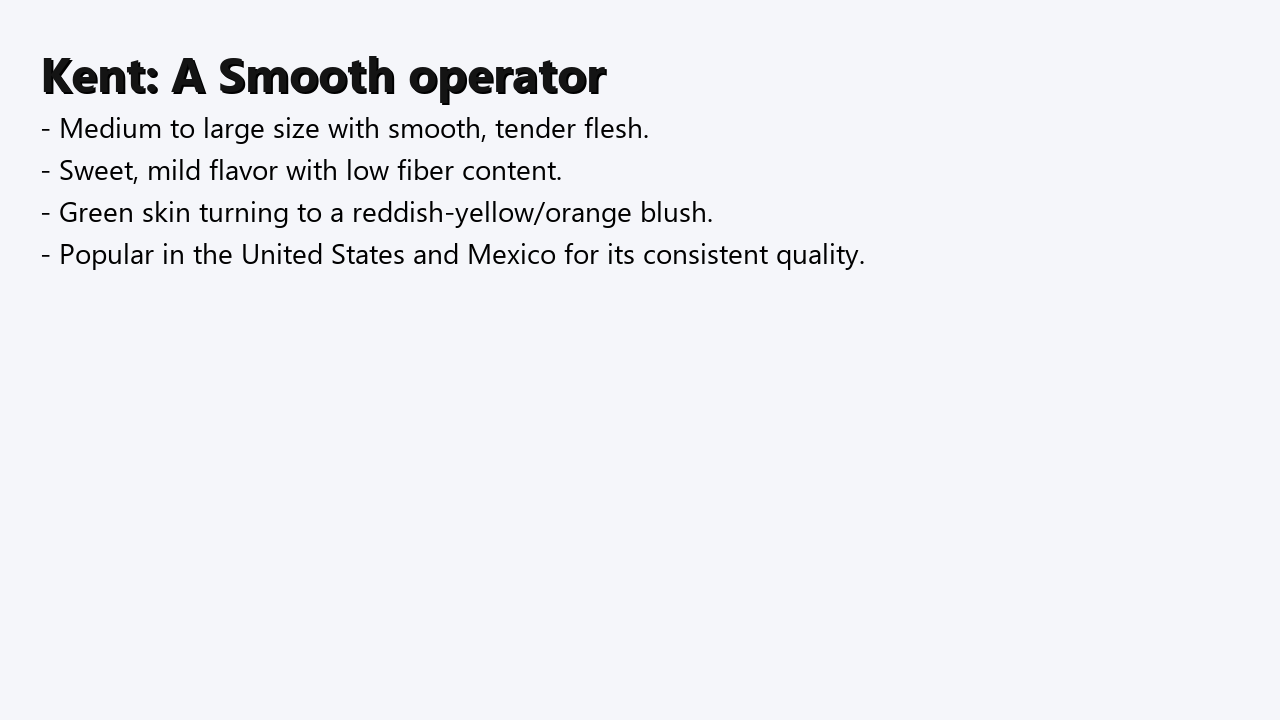 Kent: A Smooth operator
- Medium to large size with smooth, tender flesh.
- Sweet, mild flavor with low fiber content.
- Green skin turning to a reddish-yellow/orange blush.
- Popular in the United States and Mexico for its consistent quality.